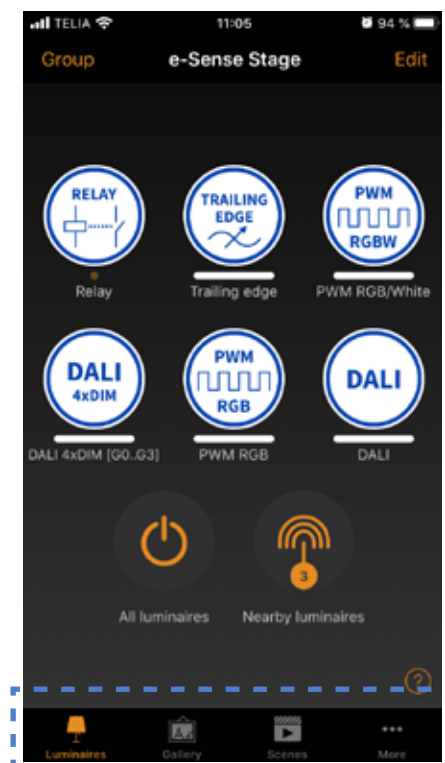 TELIA 11:05 94 %
Group e-Sense Stage Edit
RELAY
Relay
TRAILING
EDGE
Trailing edge
PWM
RGBW
PWM RGB/White
DALI
4xDIM
DALI 4xDIM [G0..G3]
PWM
RGB
PWM RGB
DALI
DALI
All luminaires
3
Nearby luminaires
?
Luminaires Gallery Scenes More